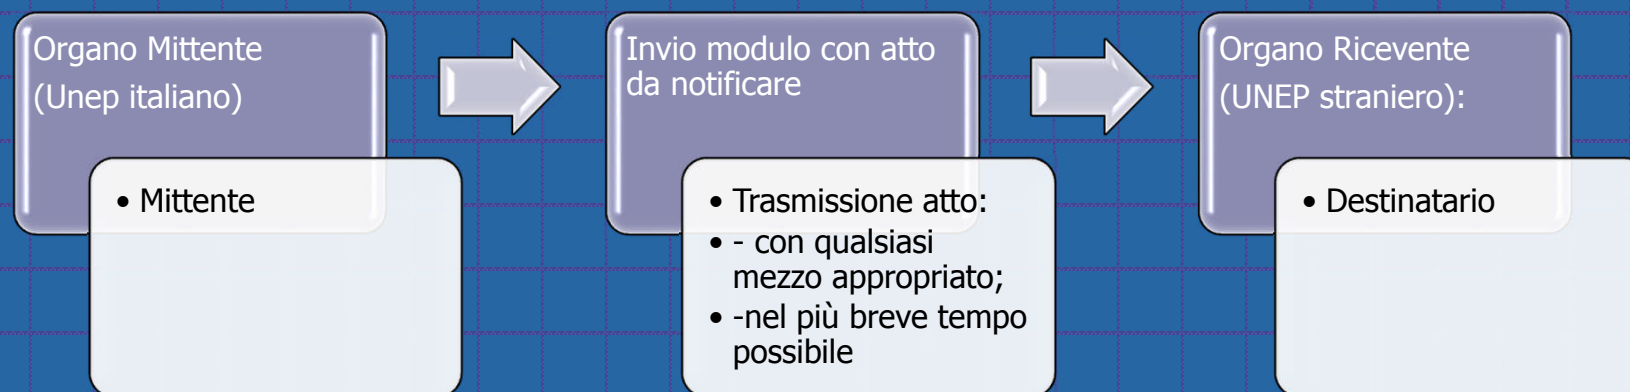 Organo Mittente
(Unep italiano)
• Mittente
Invio modulo con atto
da notificare
• Trasmissione atto:
• - con qualsiasi
mezzo appropriato;
• -nel più breve tempo
possibile
Organo Ricevente
(UNEP straniero):
• Destinatario